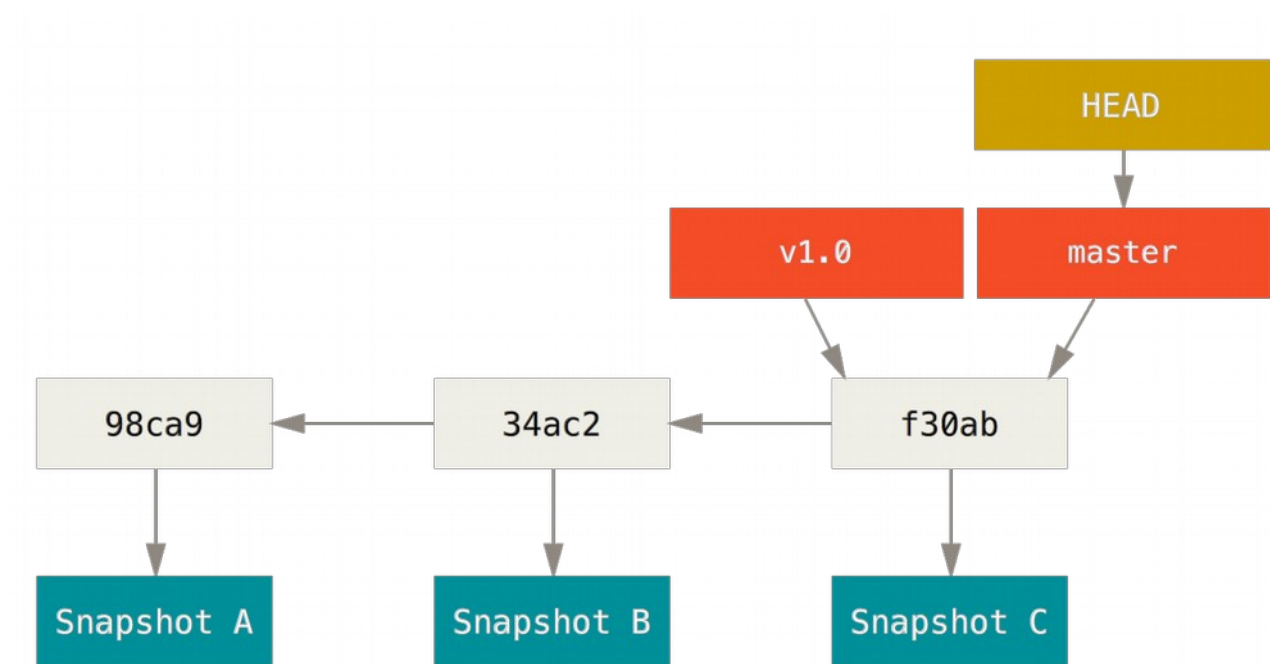 HEAD
v1.0
master
98ca9
34ac2
f30ab
Snapshot A
Snapshot B
Snapshot C